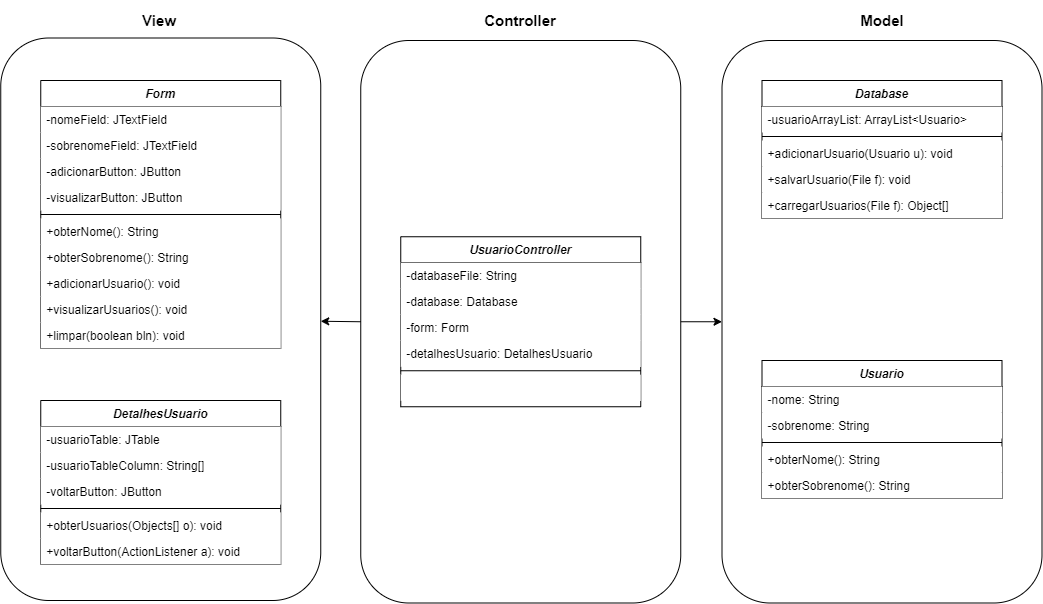 View
Form
-nomeField: JTextField
-sobrenomeField: JTextField
-adicionarButton: JButton
-visualizarButton: JButton
+obterNome(): String
+obterSobrenome(): String
+adicionarUsuario(): void
+visualizarUsuarios(): void
+limpar(boolean bln): void
DetalhesUsuario
-usuarioTable: JTable
-usuarioTableColumn: String[]
-voltarButton: JButton
+obterUsuarios(Objects[] o): void
+voltarButton(ActionListener a): void
Controller
UsuarioController
-databaseFile: String
-database: Database
-form: Form
-detalhesUsuario: DetalhesUsuario
Model
Database
-usuarioArrayList: ArrayList<Usuario>
+adicionarUsuario(Usuario u): void
+salvarUsuario(File f): void
+carregarUsuarios(File f): Object[]
Usuario
-nome: String
-sobrenome: String
+obterNome(): String
+obterSobrenome(): String